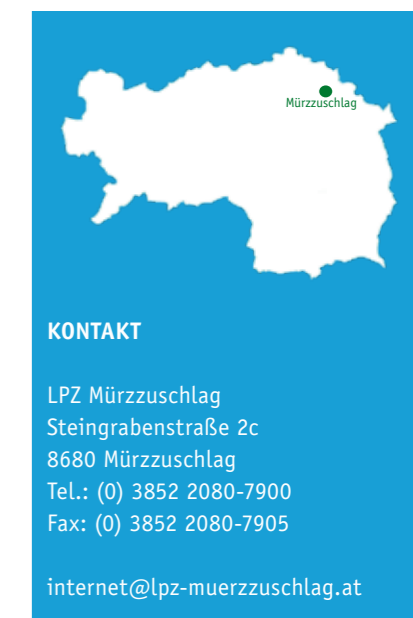 Mürzzuschlag
KONTAKT
LPZ Mürzzuschlag
Steingrabenstraße 2c
8680 Mürzzuschlag
Tel.: (0) 3852 2080-7900
Fax: (0) 3852 2080-7905
internet@lpz-muerzzuschlag.at